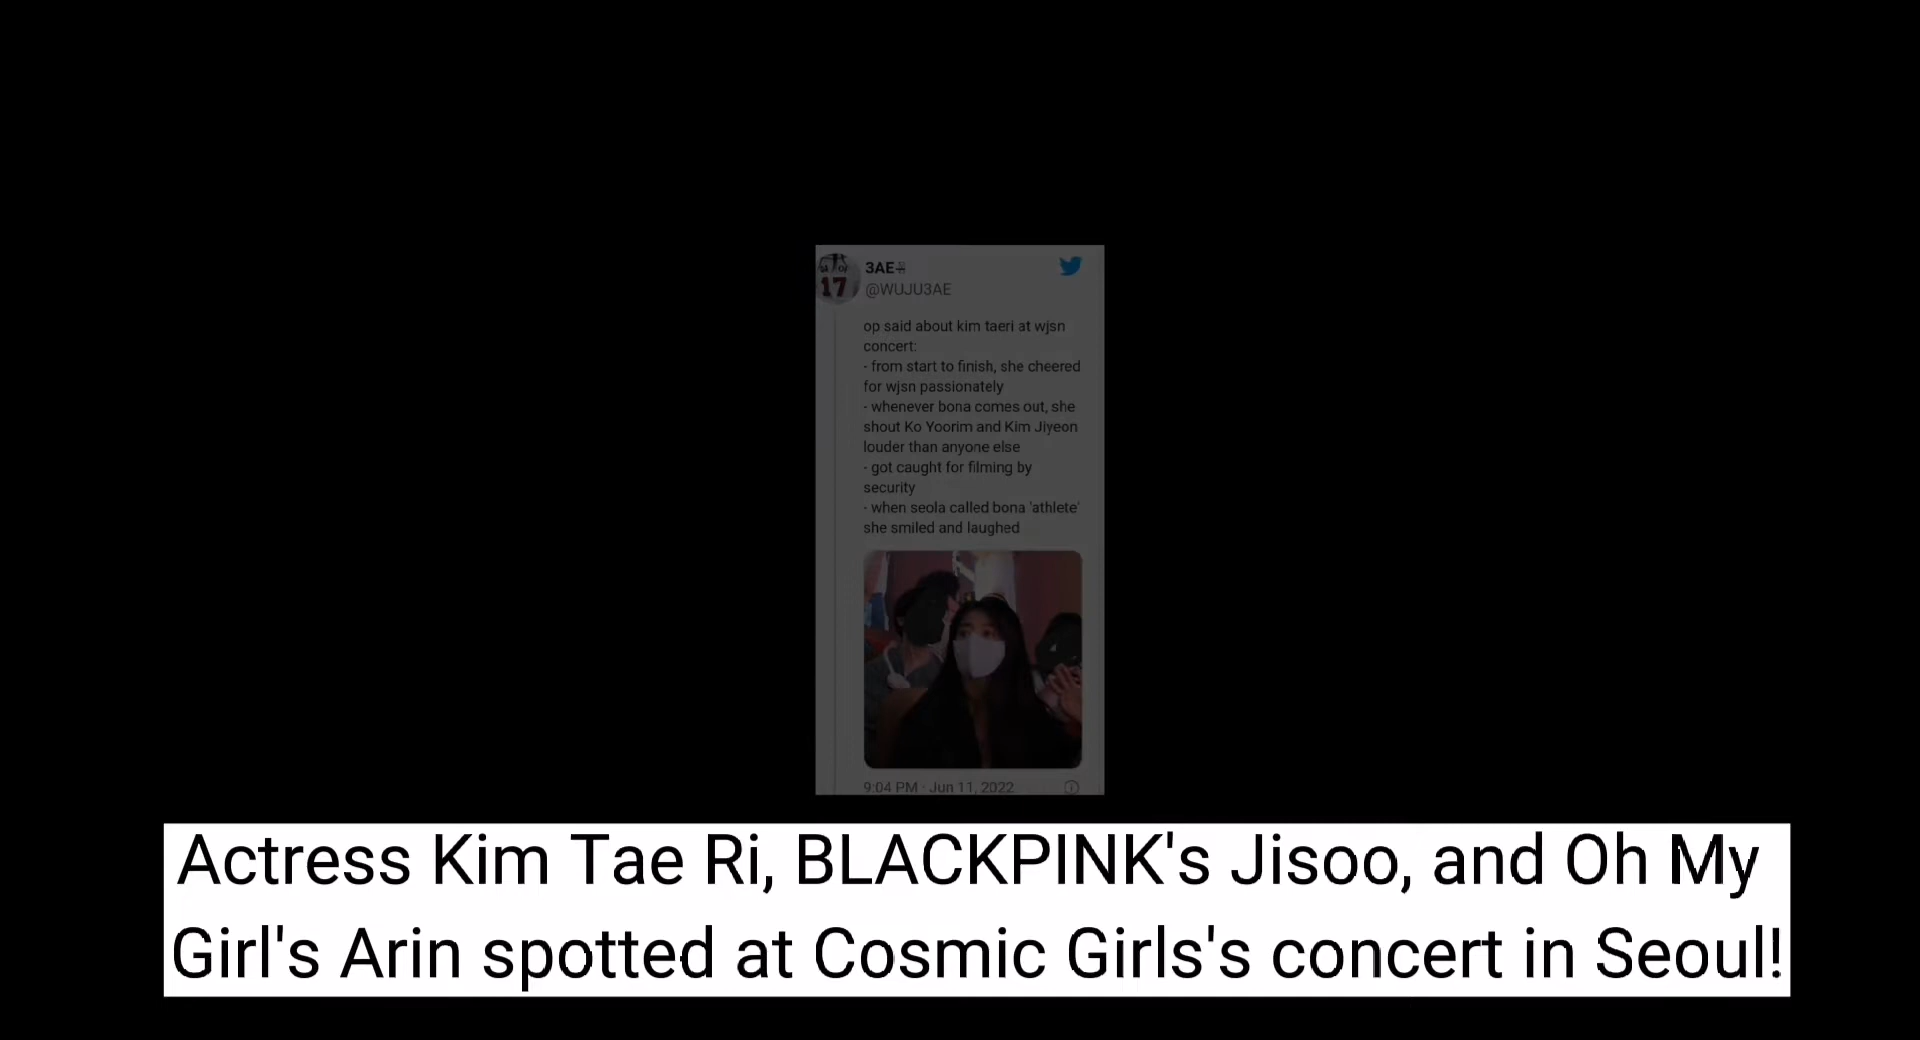 3AE
@WUJU3AE
op said about kim taeri at wjsn
concert:
- from start to finish, she cheered
for wjsn passionately
- whenever bona comes out, she
shout Ko Yoorim and Kim Jiyeon
louder than anyone else
- got caught for filming by
security
- when seola called bona 'athlete'
she smiled and laughed
9:04 PM · Jun 11, 2022
Actress Kim Tae Ri, BLACKPINK's Jisoo, and Oh My
Girl's Arin spotted at Cosmic Girls's concert in Seoul!